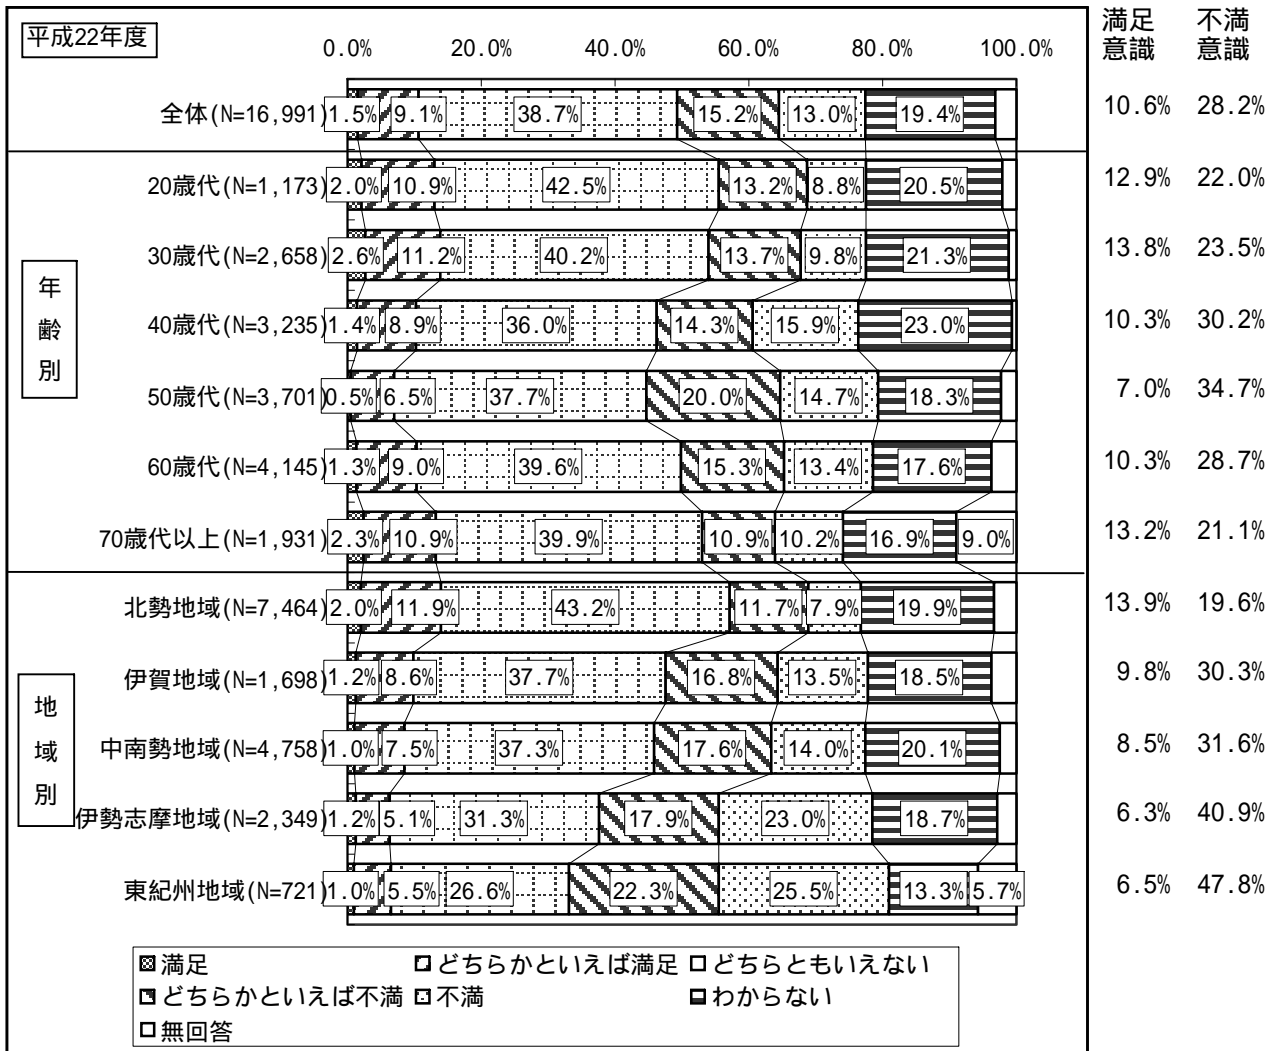 平成22年度
0.0% 20.0% 40.0% 60.0% 80.0% 100.0%
満足意識 不満意識
全体(N=16,991) 1.5% 9.1% 38.7% 15.2% 13.0% 19.4% 10.6% 28.2%
年齢別
20歳代(N=1,173) 2.0% 10.9% 42.5% 13.2% 8.8% 20.5% 12.9% 22.0%
30歳代(N=2,658) 2.6% 11.2% 40.2% 13.7% 9.8% 21.3% 13.8% 23.5%
40歳代(N=3,235) 1.4% 8.9% 36.0% 14.3% 15.9% 23.0% 10.3% 30.2%
50歳代(N=3,701) 0.5% 6.5% 37.7% 20.0% 14.7% 18.3% 7.0% 34.7%
60歳代(N=4,145) 1.3% 9.0% 39.6% 15.3% 13.4% 17.6% 10.3% 28.7%
70歳代以上(N=1,931) 2.3% 10.9% 39.9% 10.9% 10.2% 16.9% 9.0% 13.2% 21.1%
地域別
北勢地域(N=7,464) 2.0% 11.9% 43.2% 11.7% 7.9% 19.9% 13.9% 19.6%
伊賀地域(N=1,698) 1.2% 8.6% 37.7% 16.8% 13.5% 18.5% 9.8% 30.3%
中南勢地域(N=4,758) 1.0% 7.5% 37.3% 17.6% 14.0% 20.1% 8.5% 31.6%
伊勢志摩地域(N=2,349) 1.2% 5.1% 31.3% 17.9% 23.0% 18.7% 6.3% 40.9%
東紀州地域(N=721) 1.0% 5.5% 26.6% 22.3% 25.5% 13.3% 5.7% 6.5% 47.8%
満足 どちらかといえば満足 どちらともいえない
どちらかといえば不満 不満 わからない
無回答